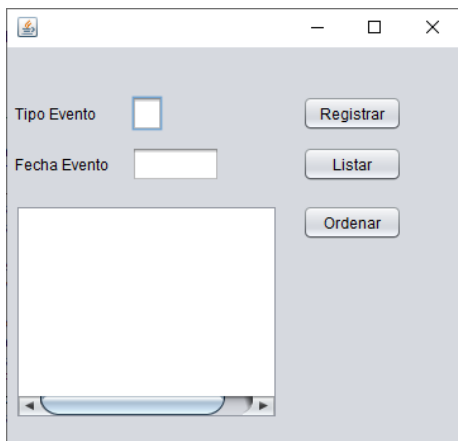 Tipo Evento
Registrar
Fecha Evento
Listar
Ordenar